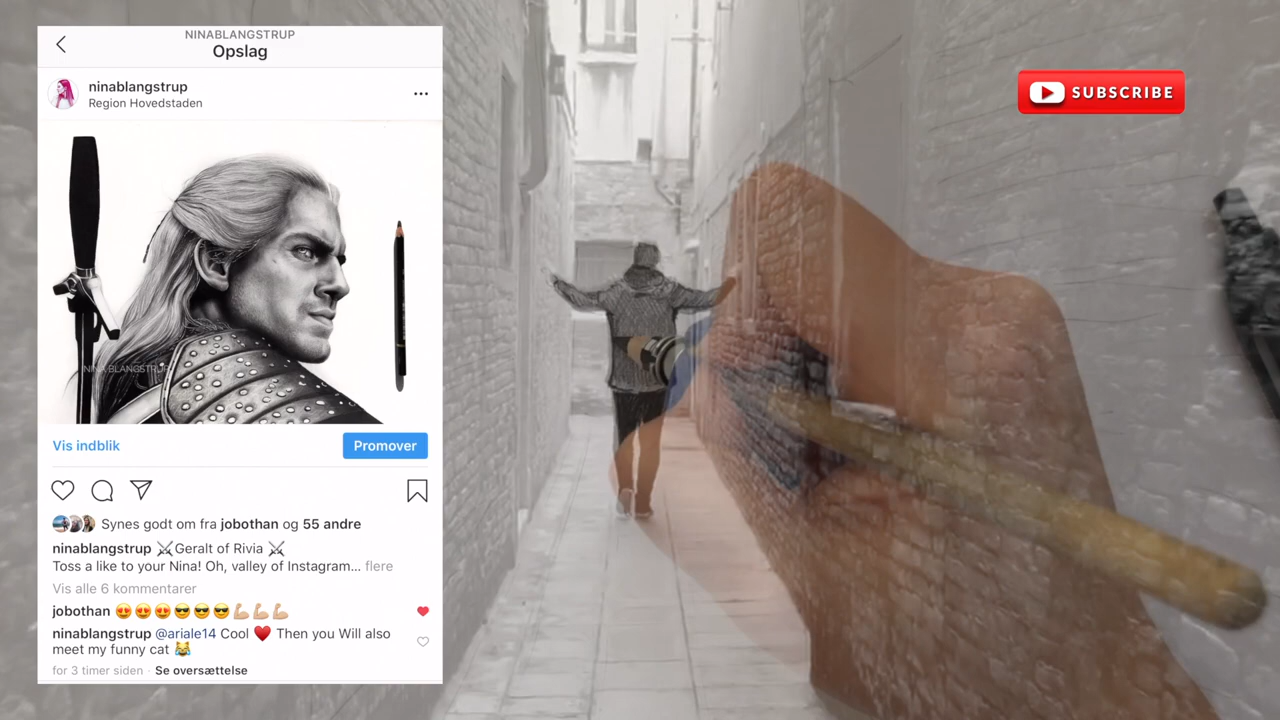 NINABLANGSTRUP
Opslag
ninablangstrup
Region Hovedstaden
NINA BLANGSTRUP
Vis indblik
Promover
Synes godt om fra jobothan og 55 andre
ninablangstrup ⚔Geralt of Rivia ⚔
Toss a like to your Nina! Oh, valley of Instagram... flere
Vis alle 6 kommentarer
jobothan 😍😍😍😎😎😎💪🏼💪🏼💪🏼
ninablangstrup @ariale14 Cool ♥️ Then you Will also
meet my funny cat 😹
for 3 timer siden · Se oversættelse
SUBSCRIBE